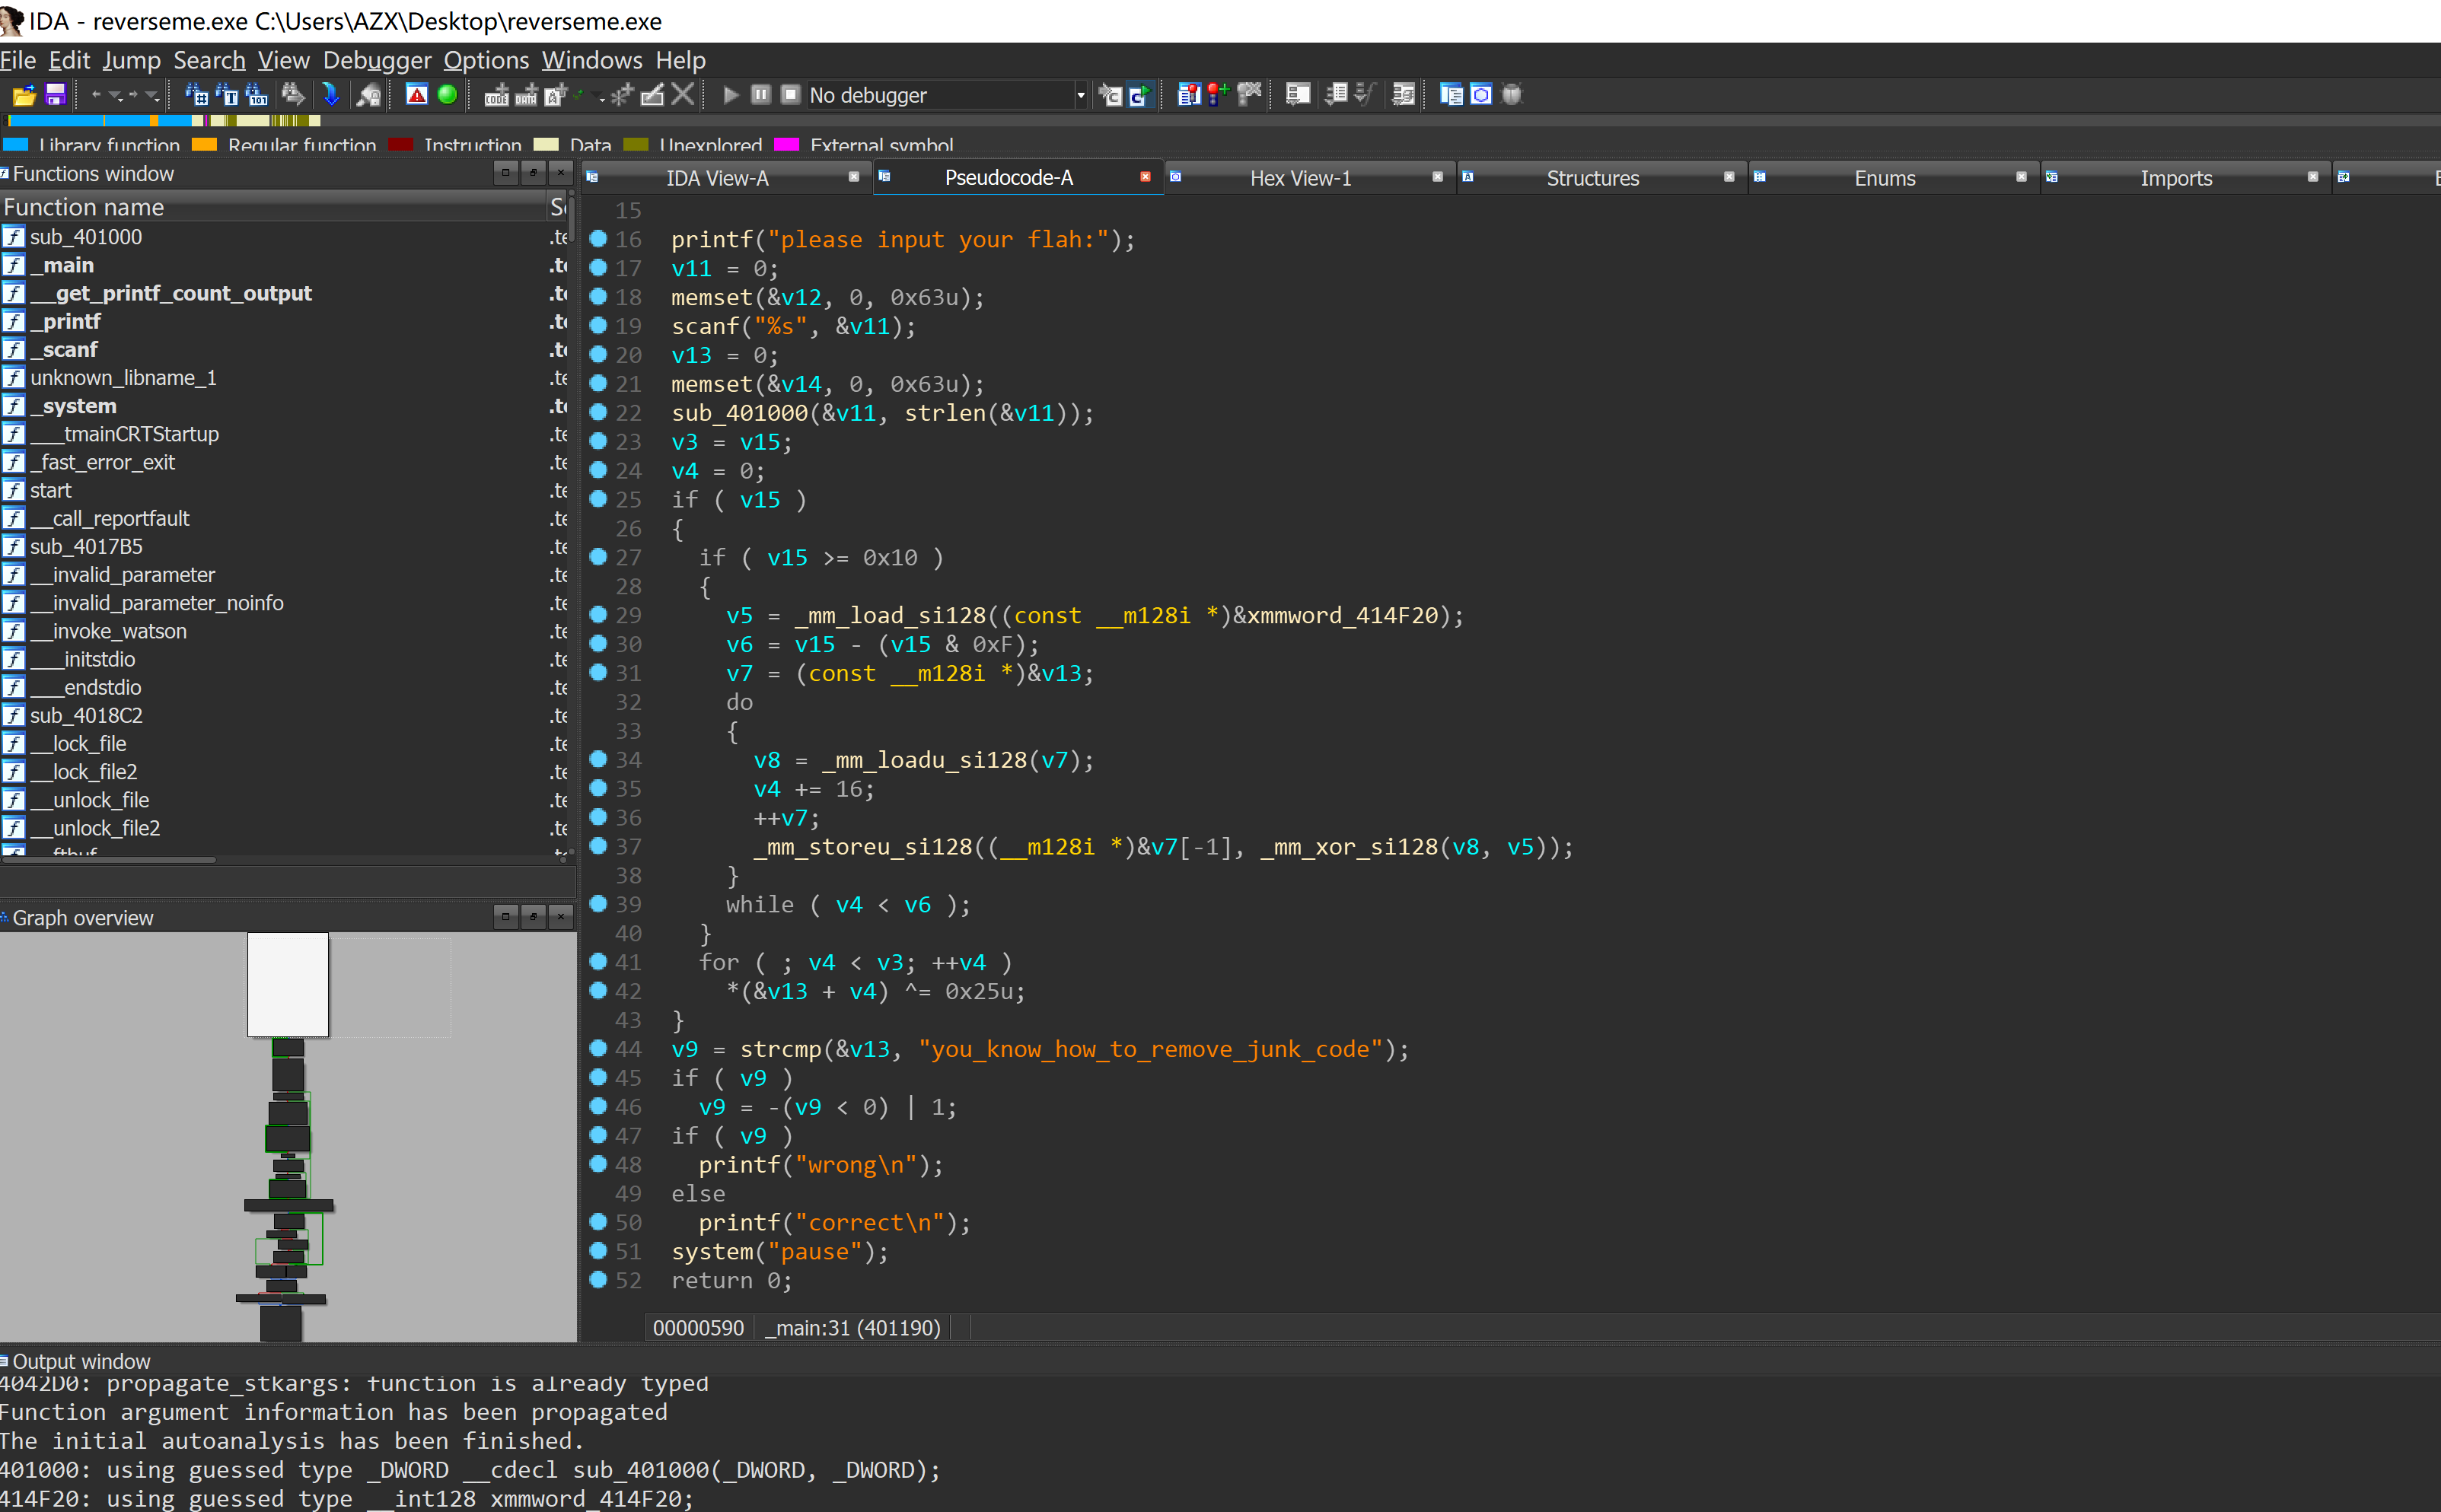 IDA - reverseme.exe C:\Users\AZX\Desktop\reverseme.exe
File Edit Jump Search View Debugger Options Windows Help
No debugger
Library function Regular function Instruction Data Unexplored External symbol
Functions window
Function name
sub_401000 .te
_main .te
__get_printf_count_output .te
_printf .te
_scanf .te
unknown_libname_1 .te
_system .te
___tmainCRTStartup .te
_fast_error_exit .te
start .te
__call_reportfault .te
sub_4017B5 .te
__invalid_parameter .te
__invalid_parameter_noinfo .te
__invoke_watson .te
___initstdio .te
___endstdio .te
sub_4018C2 .te
__lock_file .te
__lock_file2 .te
__unlock_file .te
__unlock_file2 .te
Graph overview
IDA View-A Pseudocode-A Hex View-1 Structures Enums Imports
15
16 printf("please input your flah:");
17 v11 = 0;
18 memset(&v12, 0, 0x63u);
19 scanf("%s", &v11);
20 v13 = 0;
21 memset(&v14, 0, 0x63u);
22 sub_401000(&v11, strlen(&v11));
23 v3 = v15;
24 v4 = 0;
25 if ( v15 )
26 {
27 if ( v15 >= 0x10 )
28 {
29 v5 = _mm_load_si128((const __m128i *)&xmmword_414F20);
30 v6 = v15 - (v15 & 0xF);
31 v7 = (const __m128i *)&v13;
32 do
33 {
34 v8 = _mm_loadu_si128(v7);
35 v4 += 16;
36 ++v7;
37 _mm_storeu_si128((__m128i *)&v7[-1], _mm_xor_si128(v8, v5));
38 }
39 while ( v4 < v6 );
40 }
41 for ( ; v4 < v3; ++v4 )
42 *(&v13 + v4) ^= 0x25u;
43 }
44 v9 = strcmp(&v13, "you_know_how_to_remove_junk_code");
45 if ( v9 )
46 v9 = -(v9 < 0) | 1;
47 if ( v9 )
48 printf("wrong\n");
49 else
50 printf("correct\n");
51 system("pause");
52 return 0;
00000590 _main:31 (401190)
Output window
4042D0: propagate_stkargs: function is already typed
Function argument information has been propagated
The initial autoanalysis has been finished.
401000: using guessed type _DWORD __cdecl sub_401000(_DWORD, _DWORD);
414F20: using guessed type __int128 xmmword_414F20;